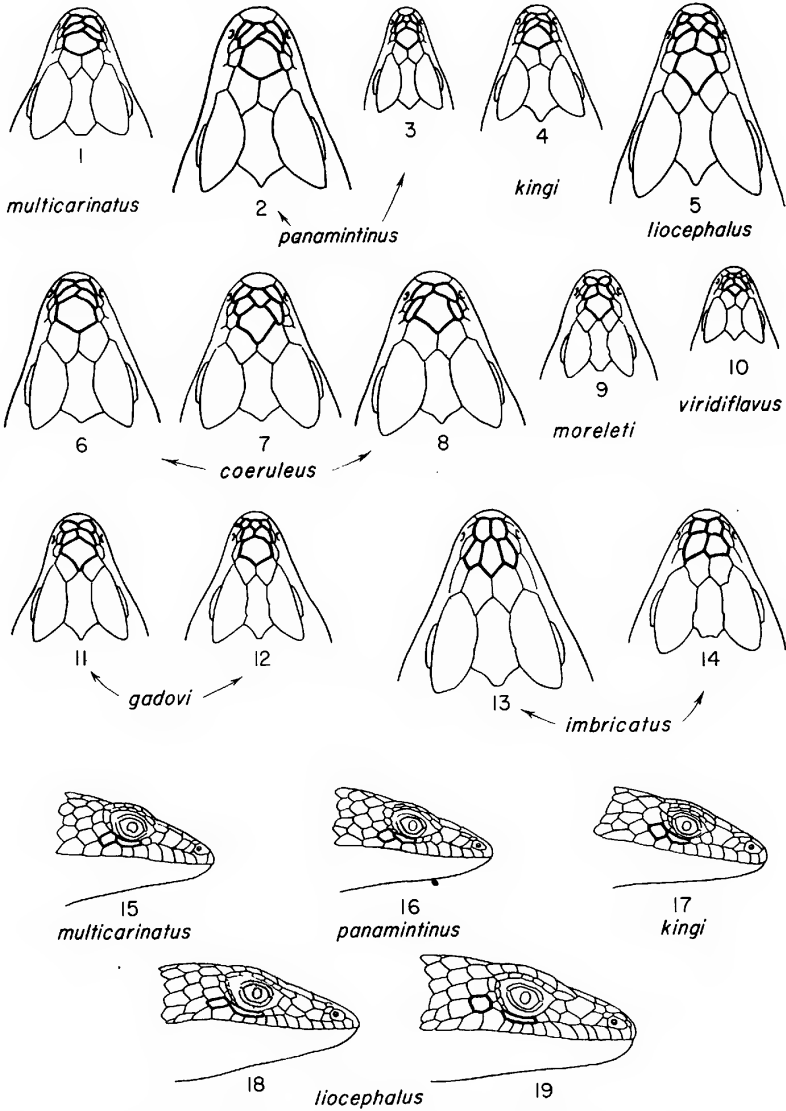 1
2
3
4
5
multicarinatus
panamintinus
kingi
liocephalus
6
7
8
9
10
coeruleus
moreleti
viridiflavus
11
12
13
14
gadovi
imbricatus
15
16
17
multicarinatus
panamintinus
kingi
18
19
liocephalus